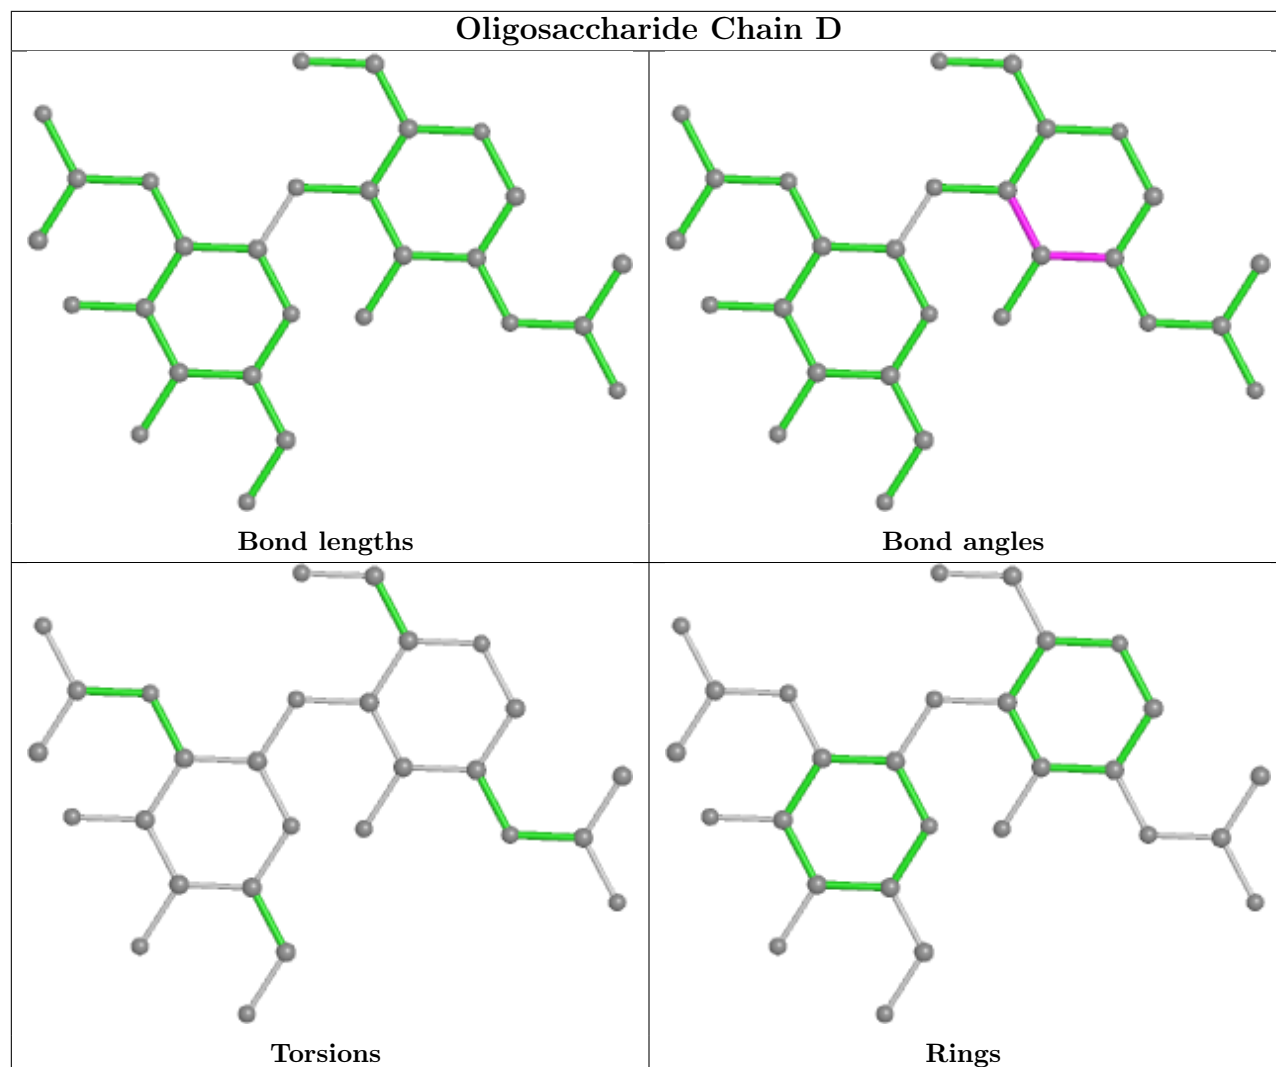 Oligosaccharide Chain D
Bond lengths
Bond angles
Torsions
Rings